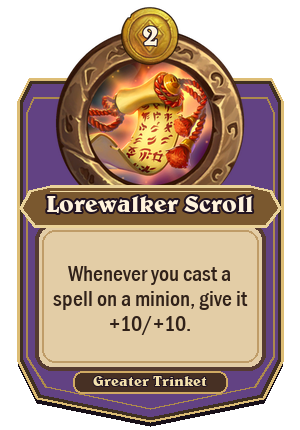 2
Lorewalker Scroll
Whenever you cast a
spell on a minion, give it
+10/+10.
Greater Trinket